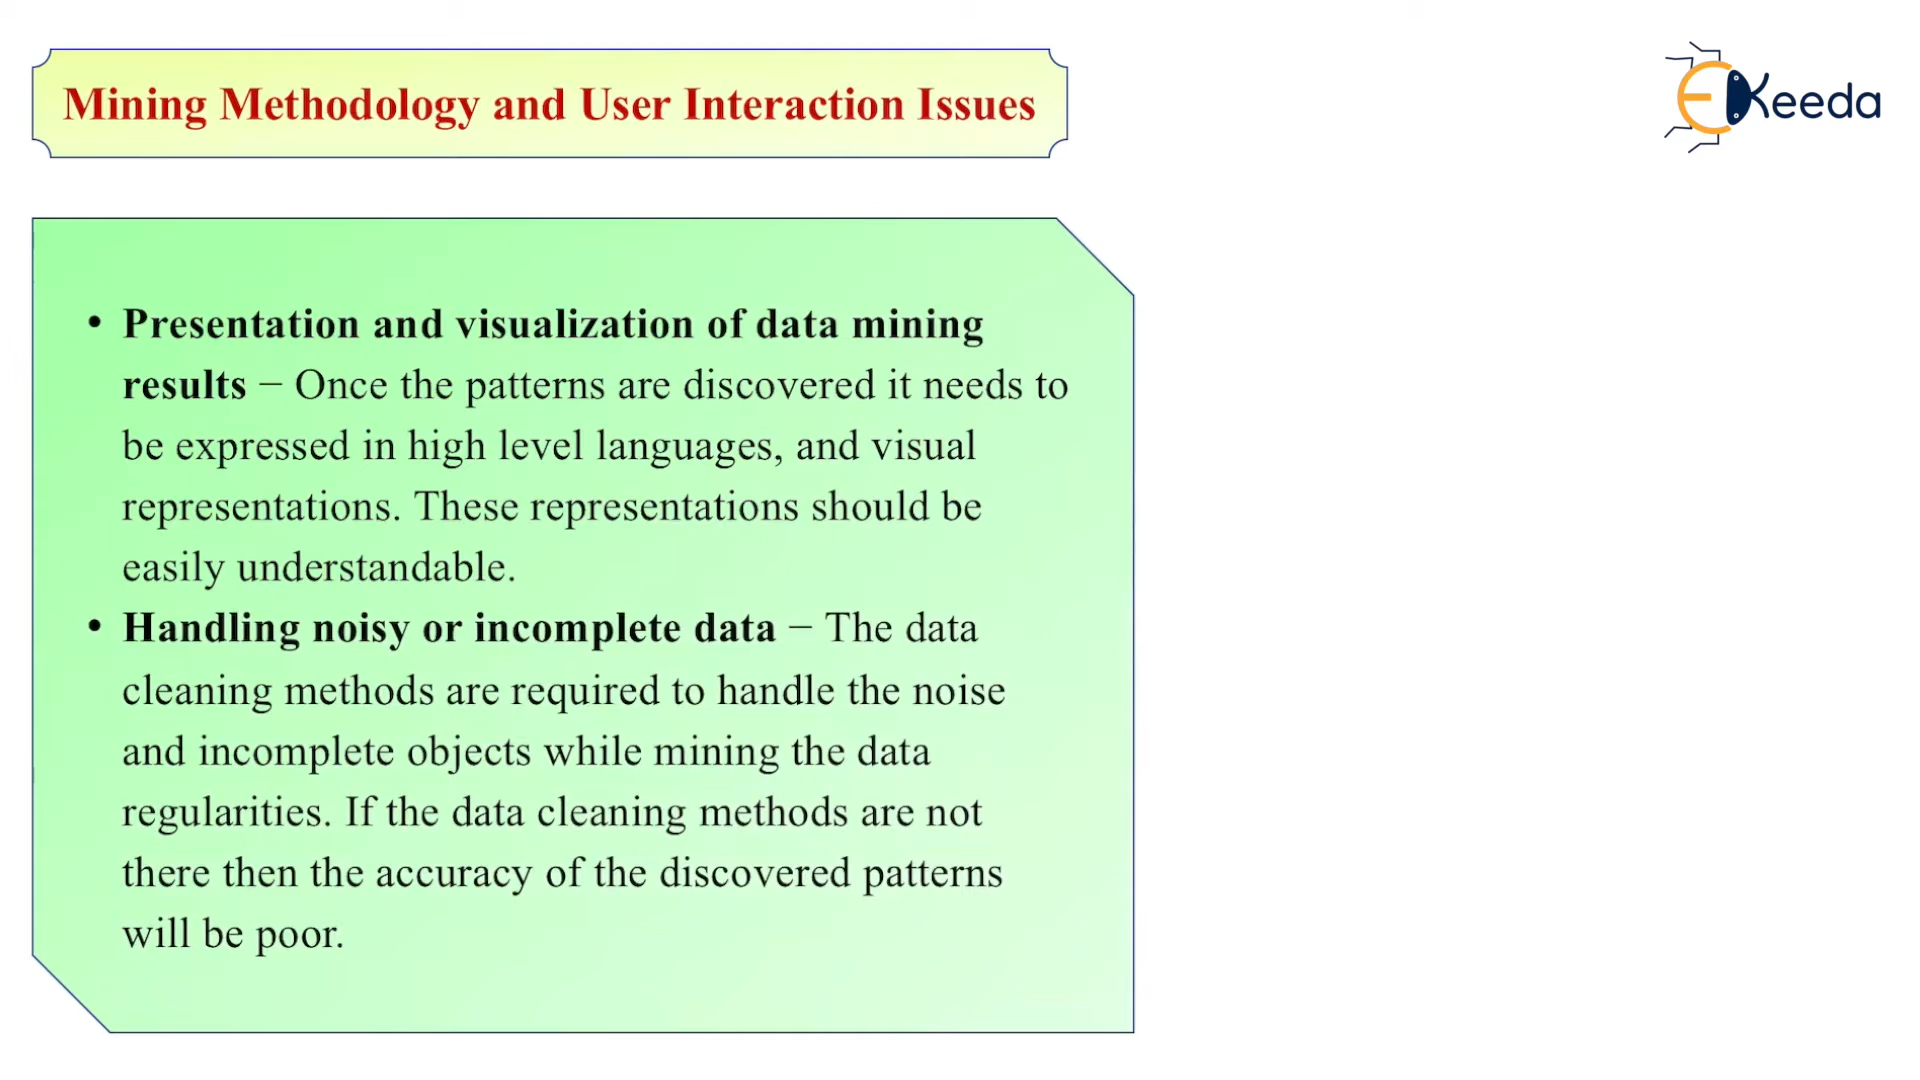 Mining Methodology and User Interaction Issues
EKeeda
• Presentation and visualization of data mining
results − Once the patterns are discovered it needs to
be expressed in high level languages, and visual
representations. These representations should be
easily understandable.
• Handling noisy or incomplete data − The data
cleaning methods are required to handle the noise
and incomplete objects while mining the data
regularities. If the data cleaning methods are not
there then the accuracy of the discovered patterns
will be poor.